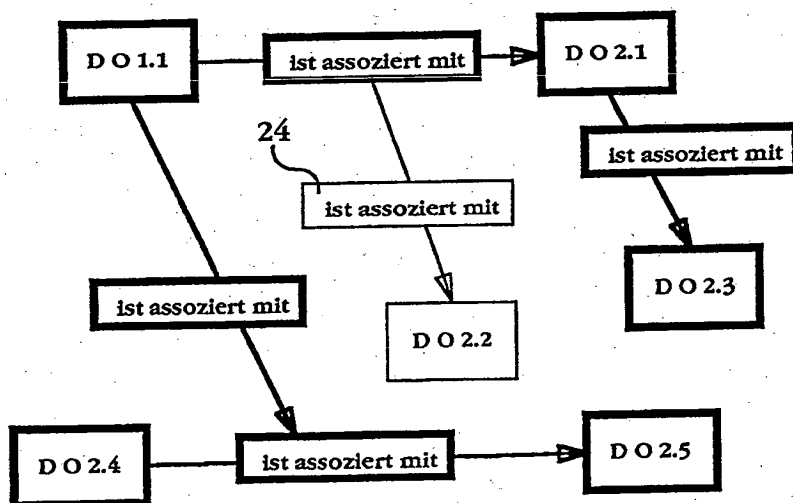 D O 1.1
ist assoziert mit
D O 2.1
24
ist assoziert mit
ist assoziert mit
D O 2.3
ist assoziert mit
D O 2.2
D O 2.4
ist assoziert mit
D O 2.5